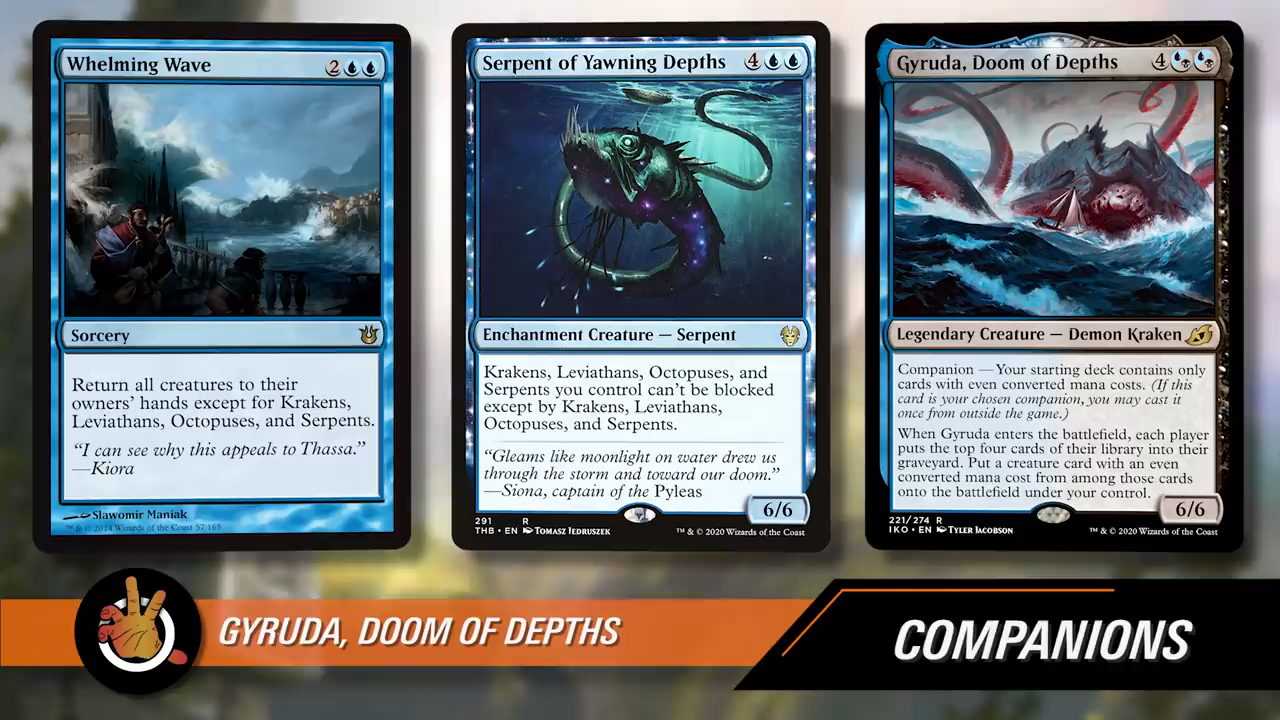 Whelming Wave 2
Sorcery
Return all creatures to their
owners' hands except for Krakens,
Leviathans, Octopuses, and Serpents.
"I can see why this appeals to Thassa."
—Kiora
Slawomir Maniak
™ & © 2014 Wizards of the Coast 57/165
Serpent of Yawning Depths 4
Enchantment Creature — Serpent
Krakens, Leviathans, Octopuses, and
Serpents you control can't be blocked
except by Krakens, Leviathans,
Octopuses, and Serpents.
"Gleams like moonlight on water drew us
through the storm and toward our doom."
—Siona, captain of the Pyleas
6/6
291 R
THB • EN Tomasz Jedruszek
™ & © 2020 Wizards of the Coast
Gyruda, Doom of Depths 4
Legendary Creature — Demon Kraken
Companion — Your starting deck contains only
cards with even converted mana costs. (If this
card is your chosen companion, you may cast it
once from outside the game.)
When Gyruda enters the battlefield, each player
puts the top four cards of their library into their
graveyard. Put a creature card with an even
converted mana cost from among those cards
onto the battlefield under your control.
6/6
221/274 R
IKO • EN Tyler Jacobson
™ & © 2020 Wizards of the Coast
GYRUDA, DOOM OF DEPTHS
COMPANIONS